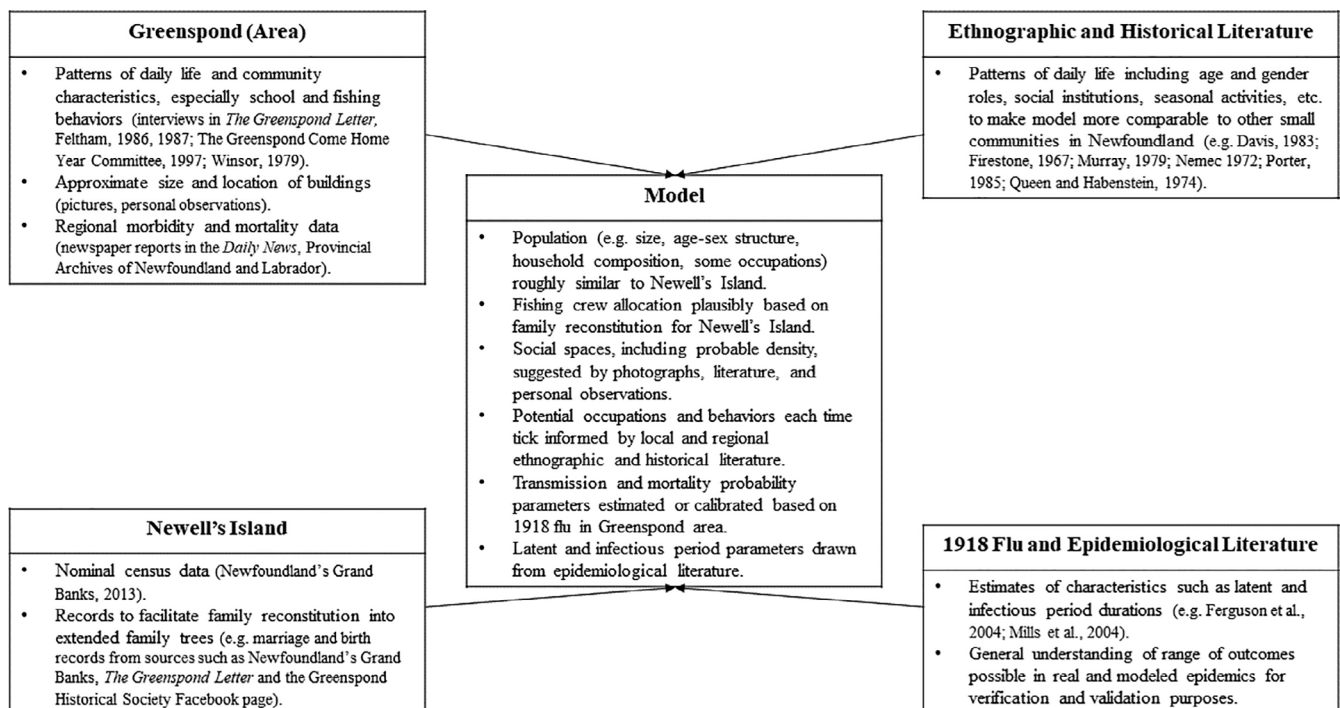 Greenspond (Area)
• Patterns of daily life and community
characteristics, especially school and fishing
behaviors (interviews in The Greenspond Letter,
Feltham, 1986, 1987; The Greenspond Come Home
Year Committee, 1997; Winsor, 1979).
• Approximate size and location of buildings
(pictures, personal observations).
• Regional morbidity and mortality data
(newspaper reports in the Daily News, Provincial
Archives of Newfoundland and Labrador).
Ethnographic and Historical Literature
• Patterns of daily life including age and gender
roles, social institutions, seasonal activities, etc.
to make model more comparable to other small
communities in Newfoundland (e.g. Davis, 1983;
Firestone, 1967; Murray, 1979; Nemec 1972; Porter,
1985; Queen and Habenstein, 1974).
Model
• Population (e.g. size, age-sex structure,
household composition, some occupations)
roughly similar to Newell's Island.
• Fishing crew allocation plausibly based on
family reconstitution for Newell's Island.
• Social spaces, including probable density,
suggested by photographs, literature, and
personal observations.
• Potential occupations and behaviors each time
tick informed by local and regional
ethnographic and historical literature.
• Transmission and mortality probability
parameters estimated or calibrated based on
1918 flu in Greenspond area.
• Latent and infectious period parameters drawn
from epidemiological literature.
Newell's Island
• Nominal census data (Newfoundland's Grand
Banks, 2013).
• Records to facilitate family reconstitution into
extended family trees (e.g. marriage and birth
records from sources such as Newfoundland's Grand
Banks, The Greenspond Letter and the Greenspond
Historical Society Facebook page).
1918 Flu and Epidemiological Literature
• Estimates of characteristics such as latent and
infectious period durations (e.g. Ferguson et al.,
2004; Mills et al., 2004).
• General understanding of range of outcomes
possible in real and modeled epidemics for
verification and validation purposes.